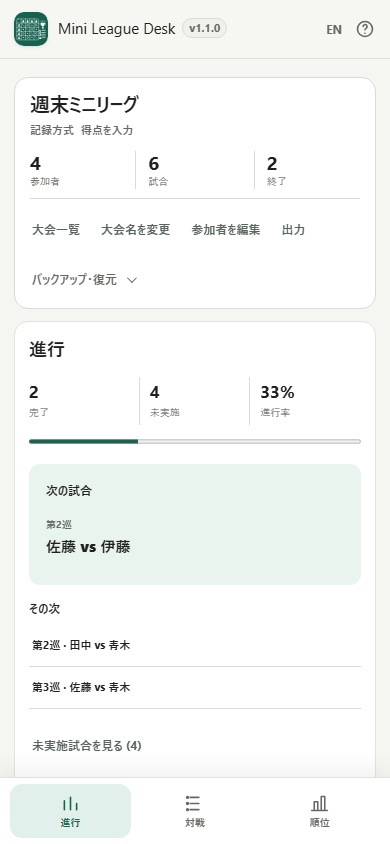 Mini League Desk v1.1.0 EN
週末ミニリーグ
記録方式 得点を入力
4 6 2
参加者 試合 終了
大会一覧 大会名を変更 参加者を編集 出力
バックアップ・復元
進行
2 4 33%
完了 未実施 進行率
次の試合
第2巡
佐藤 vs 伊藤
その次
第2巡 · 田中 vs 青木
第3巡 · 佐藤 vs 青木
未実施試合を見る (4)
進行 対戦 順位